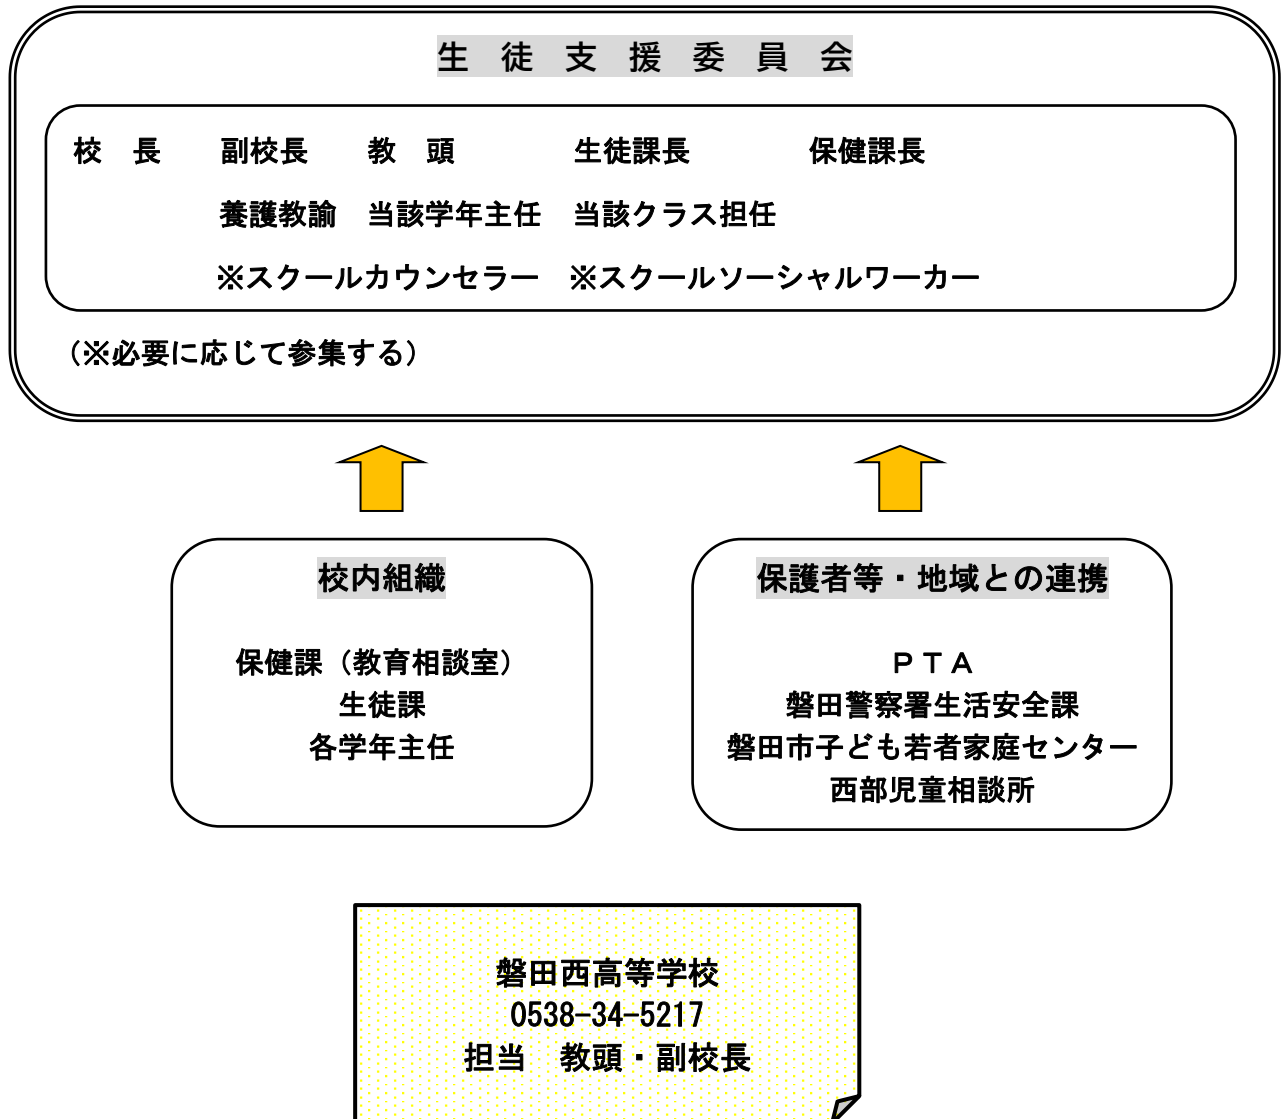 生　徒　支　援　委　員　会
校　長　　副校長　　教　頭　　　　生徒課長　　　　保健課長
養護教諭　当該学年主任　当該クラス担任
※スクールカウンセラー　※スクールソーシャルワーカー
（※必要に応じて参集する）
校内組織
保健課（教育相談室）
生徒課
各学年主任
保護者等・地域との連携
ＰＴＡ
磐田警察署生活安全課
磐田市子ども若者家庭センター
西部児童相談所
磐田西高等学校
0538-34-5217
担当　教頭・副校長